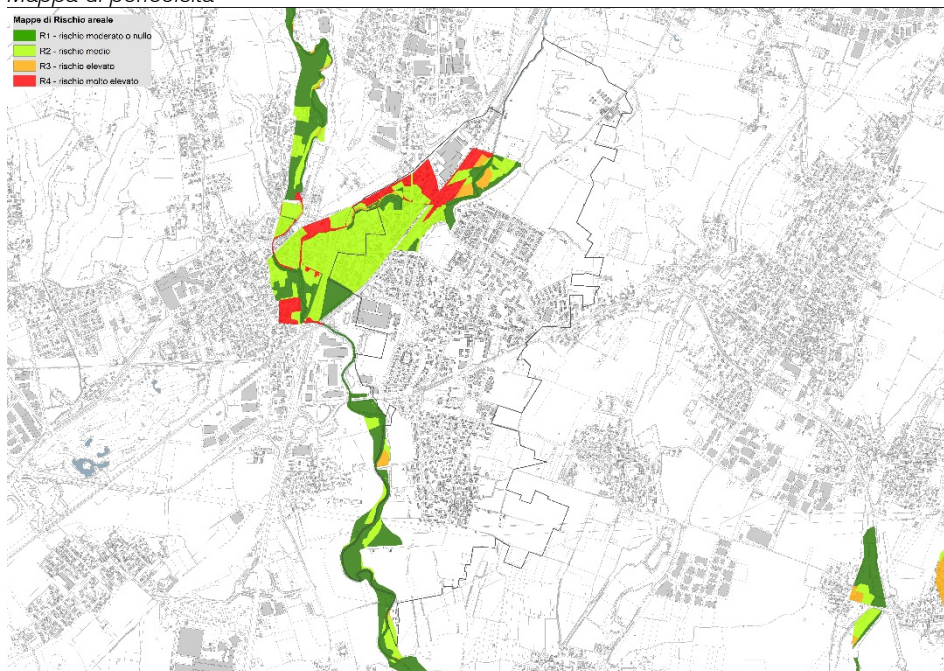 Mappa di pericolosità
Mappe di Rischio areale
R1 - rischio moderato o nullo
R2 - rischio medio
R3 - rischio elevato
R4 - rischio molto elevato